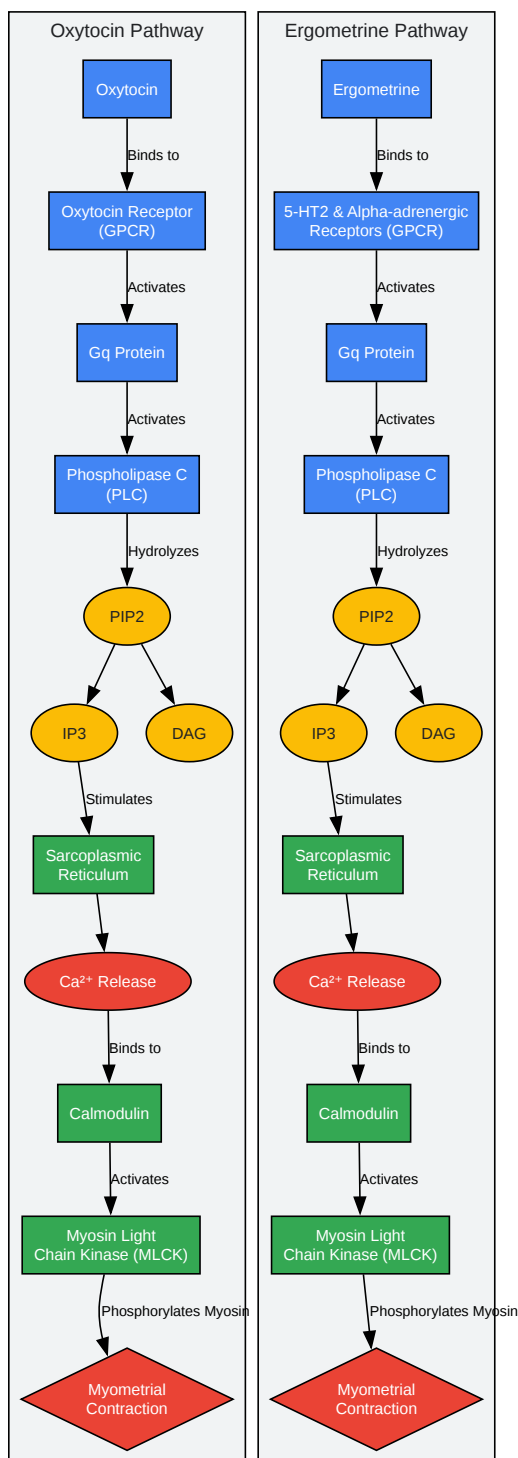 Oxytocin Pathway
Oxytocin
Binds to
Oxytocin Receptor
(GPCR)
Activates
Gq Protein
Activates
Phospholipase C
(PLC)
Hydrolyzes
PIP2
IP3
DAG
Stimulates
Sarcoplasmic
Reticulum
Ca²⁺ Release
Binds to
Calmodulin
Activates
Myosin Light
Chain Kinase (MLCK)
Phosphorylates Myosin
Myometrial
Contraction
Ergometrine Pathway
Ergometrine
Binds to
5-HT2 & Alpha-adrenergic
Receptors (GPCR)
Activates
Gq Protein
Activates
Phospholipase C
(PLC)
Hydrolyzes
PIP2
IP3
DAG
Stimulates
Sarcoplasmic
Reticulum
Ca²⁺ Release
Binds to
Calmodulin
Activates
Myosin Light
Chain Kinase (MLCK)
Phosphorylates Myosin
Myometrial
Contraction